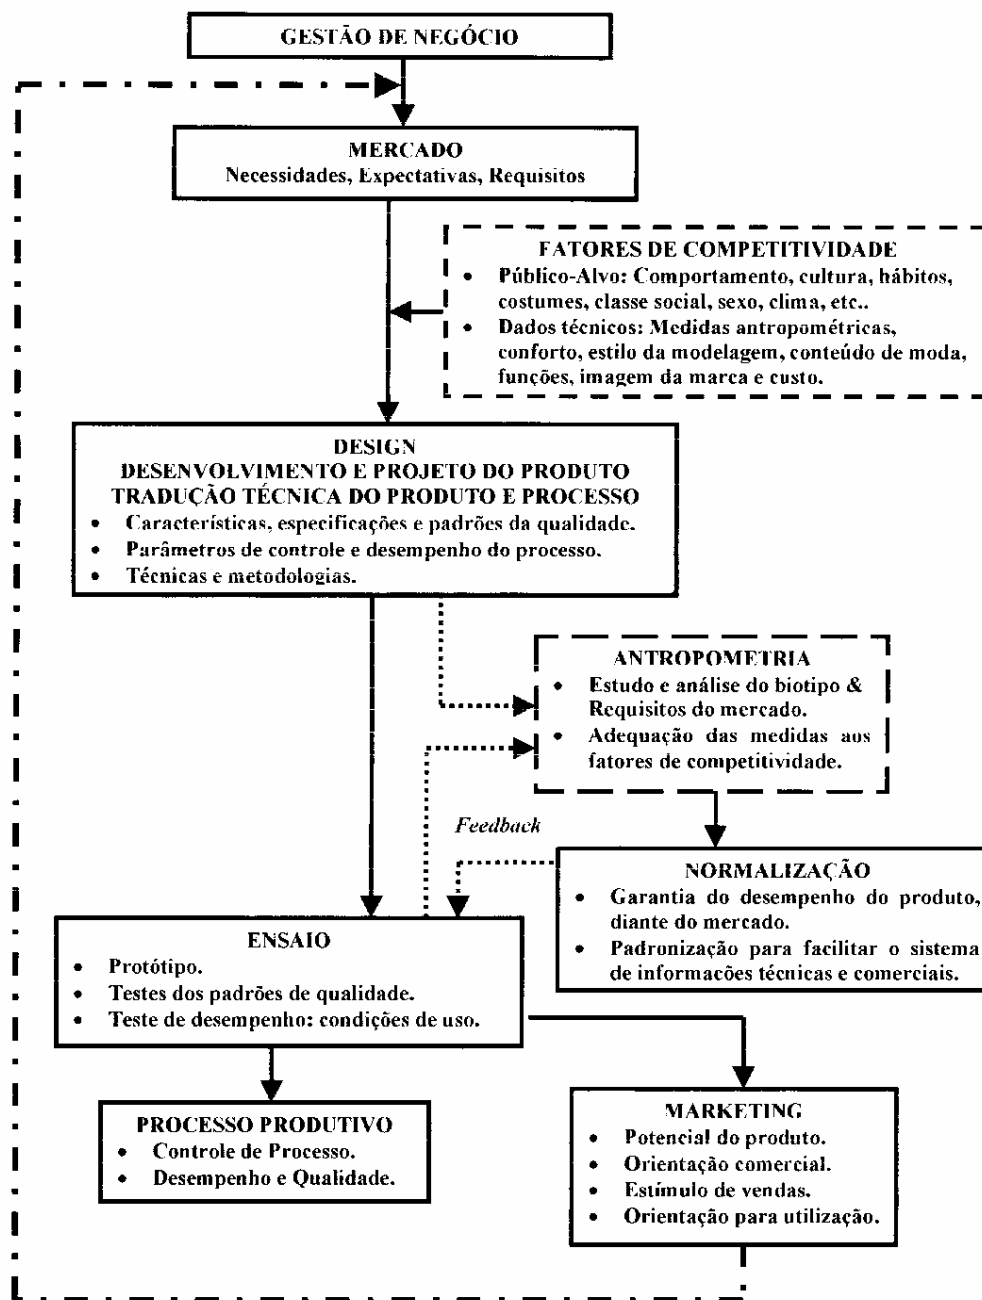 GESTÃO DE NEGÓCIO
MERCADO
Necessidades, Expectativas, Requisitos
FATORES DE COMPETITIVIDADE
• Público-Alvo: Comportamento, cultura, hábitos,
costumes, classe social, sexo, clima, etc..
• Dados técnicos: Medidas antropométricas,
conforto, estilo da modelagem, conteúdo de moda,
funções, imagem da marca e custo.
DESIGN
DESENVOLVIMENTO E PROJETO DO PRODUTO
TRADUÇÃO TÉCNICA DO PRODUTO E PROCESSO
• Características, especificações e padrões da qualidade.
• Parâmetros de controle e desempenho do processo.
• Técnicas e metodologias.
ANTROPOMETRIA
• Estudo e análise do biotipo &
Requisitos do mercado.
• Adequação das medidas aos
fatores de competitividade.
Feedback
NORMALIZAÇÃO
• Garantia do desempenho do produto,
diante do mercado.
• Padronização para facilitar o sistema
de informacões técnicas e comerciais.
ENSAIO
• Protótipo.
• Testes dos padrões de qualidade.
• Teste de desempenho: condições de uso.
PROCESSO PRODUTIVO
• Controle de Processo.
• Desempenho e Qualidade.
MARKETING
• Potencial do produto.
• Orientação comercial.
• Estímulo de vendas.
• Orientação para utilização.